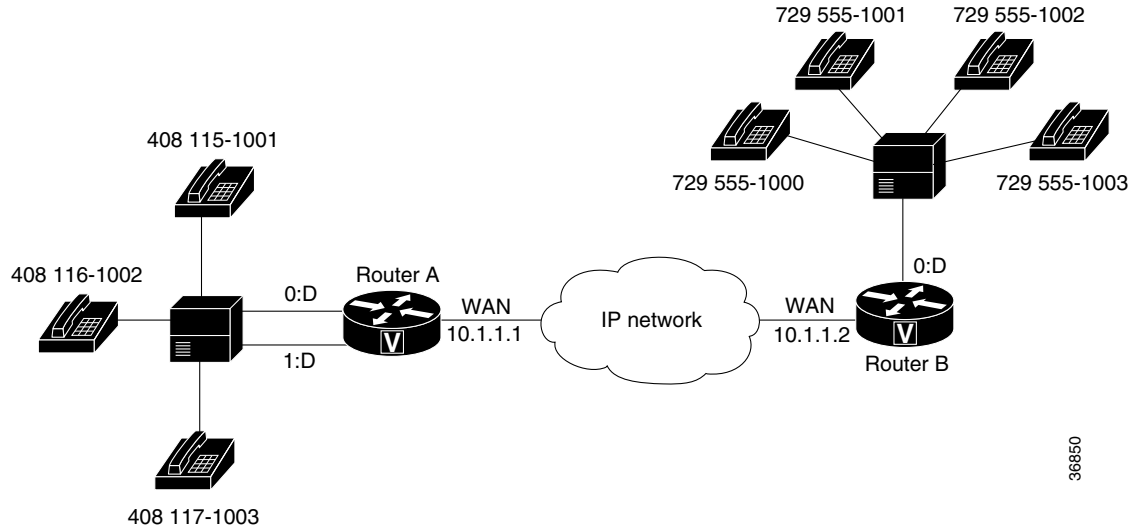 729 555-1001
729 555-1002
408 115-1001
729 555-1000
729 555-1003
408 116-1002
0:D
Router A
WAN
10.1.1.1
IP network
WAN
10.1.1.2
0:D
Router B
1:D
V
V
408 117-1003
36850